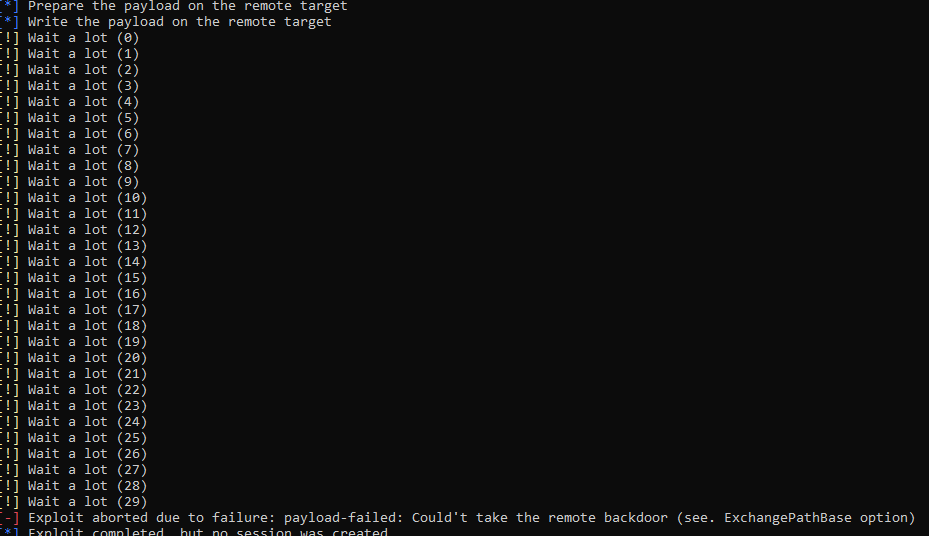 [*] Prepare the payload on the remote target
[*] Write the payload on the remote target
[!] Wait a lot (0)
[!] Wait a lot (1)
[!] Wait a lot (2)
[!] Wait a lot (3)
[!] Wait a lot (4)
[!] Wait a lot (5)
[!] Wait a lot (6)
[!] Wait a lot (7)
[!] Wait a lot (8)
[!] Wait a lot (9)
[!] Wait a lot (10)
[!] Wait a lot (11)
[!] Wait a lot (12)
[!] Wait a lot (13)
[!] Wait a lot (14)
[!] Wait a lot (15)
[!] Wait a lot (16)
[!] Wait a lot (17)
[!] Wait a lot (18)
[!] Wait a lot (19)
[!] Wait a lot (20)
[!] Wait a lot (21)
[!] Wait a lot (22)
[!] Wait a lot (23)
[!] Wait a lot (24)
[!] Wait a lot (25)
[!] Wait a lot (26)
[!] Wait a lot (27)
[!] Wait a lot (28)
[!] Wait a lot (29)
[-] Exploit aborted due to failure: payload-failed: Could't take the remote backdoor (see. ExchangePathBase option)
[*] Exploit completed, but no session was created